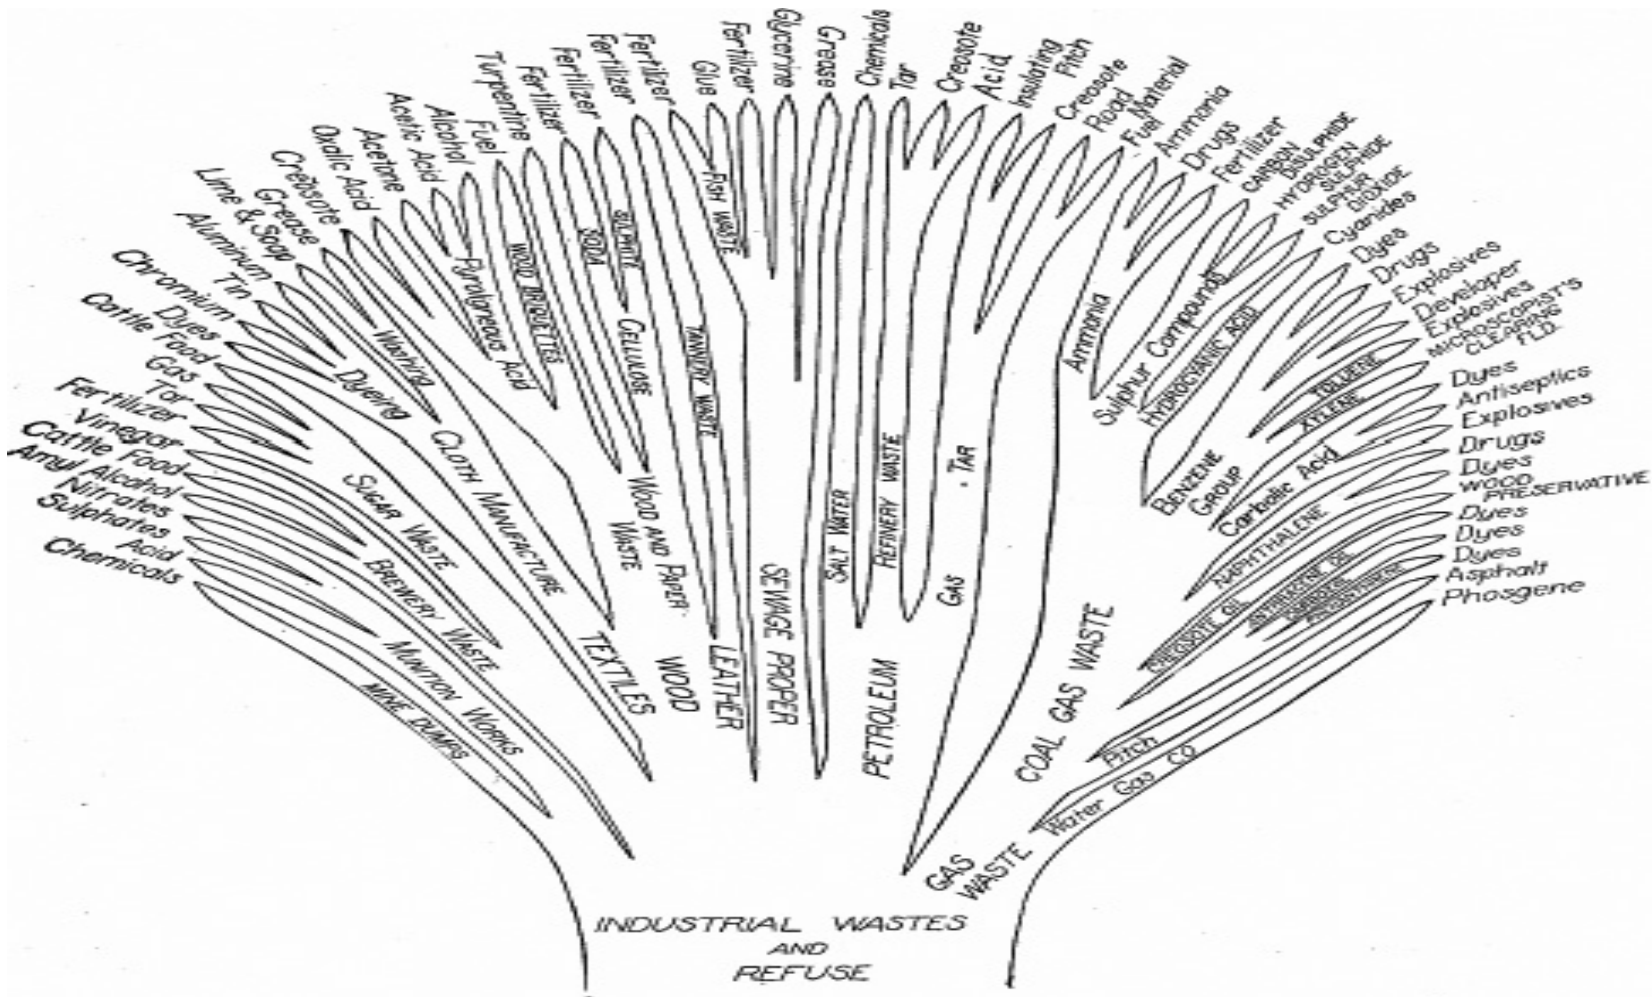 Chemicals
Acid
Sulphates
Nitrates
Amyl Alcohol
Cattle Food
Vinegar
Fertilizer
Tar
Gas
Cattle Food
Dyes
Chromium
Tin
Aluminum
Lime & Soap
Grease
Creosote
Oxalic Acid
Acetone
Acetic Acid
Alcohol
Fuel
Turpentine
Fertilizer
Fertilizer
Fertilizer
Fertilizer
Glue
Fertilizer
Glycerine
Grease
Chemicals
Tar
Creosote
Acid
Insulating
Pitch
Creosote
Road
Material
Fuel
Ammonia
Drugs
Fertilizer
CARBON
DISULPHIDE
HYDROGEN
SULPHIDE
SULPHUR
DIOXIDE
Cyanides
Dyes
Drugs
Explosives
Developer
Explosives
MICROSCOPIST'S
CLEARING
FLD.
Dyes
Antiseptics
Explosives
Drugs
Dyes
WOOD
PRESERVATIVE
Dyes
Dyes
Dyes
Asphalt
Phosgene
MINE DUMPS
MUNITION WORKS
BREWERY WASTE
SUGAR WASTE
CLOTH MANUFACTURE
Dyeing
Washing
TEXTILES
Pyroligneous Acid
WOOD BRIQUETTES
SODA
SULPHITE
CELLULOSE
WOOD AND PAPER
WASTE
WOOD
TANNERY WASTE
FISH WASTE
LEATHER
SEWAGE PROPER
SALT WATER
REFINERY WASTE
PETROLEUM
GAS
TAR
Ammonia
Sulphur Compounds
HYDROCYANIC ACID
BENZENE
GROUP
TOLUENE
XYLENE
Carbolic Acid
NAPHTHALENE
CREOSOTE OIL
ANTHRACENE OIL
Pitch
COAL GAS WASTE
Water Gas CO
GAS
WASTE
INDUSTRIAL WASTES
AND
REFUSE